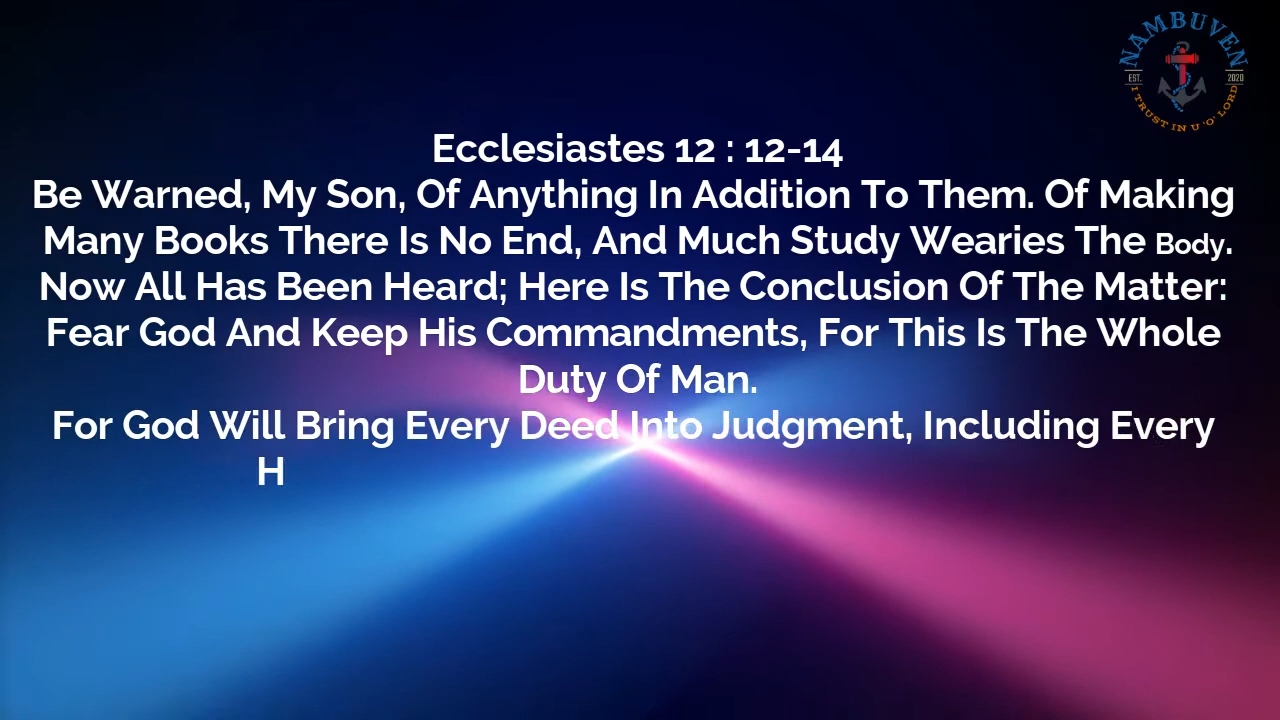 NAMBUVEN
EST. 2020
I TRUST IN U 'O' LORD
Ecclesiastes 12 : 12-14
Be Warned, My Son, Of Anything In Addition To Them. Of Making
Many Books There Is No End, And Much Study Wearies The Body.
Now All Has Been Heard; Here Is The Conclusion Of The Matter:
Fear God And Keep His Commandments, For This Is The Whole
Duty Of Man.
For God Will Bring Every Deed Into Judgment, Including Every
H